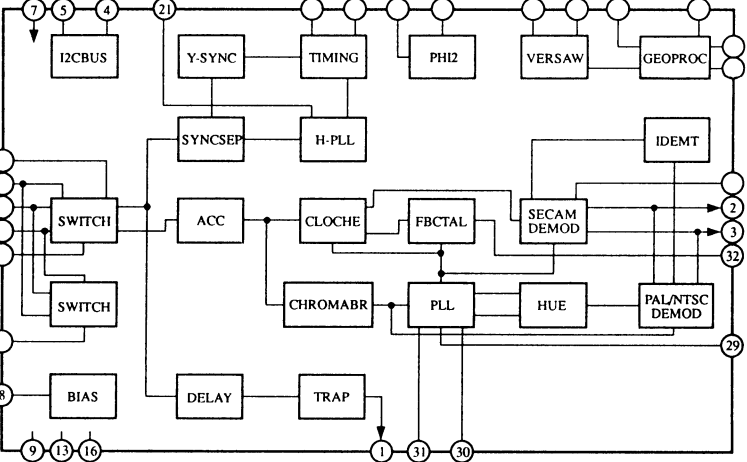 7 5 4 21
I2CBUS Y-SYNC TIMING PHI2 VERSAW GEOPROC
SYNCSEP H-PLL IDEMT
SWITCH ACC CLOCHE FBCTAL SECAM
DEMOD
2
3
32
SWITCH CHROMABR PLL HUE PAL/NTSC
DEMOD
29
8 BIAS DELAY TRAP
9 13 16 1 31 30